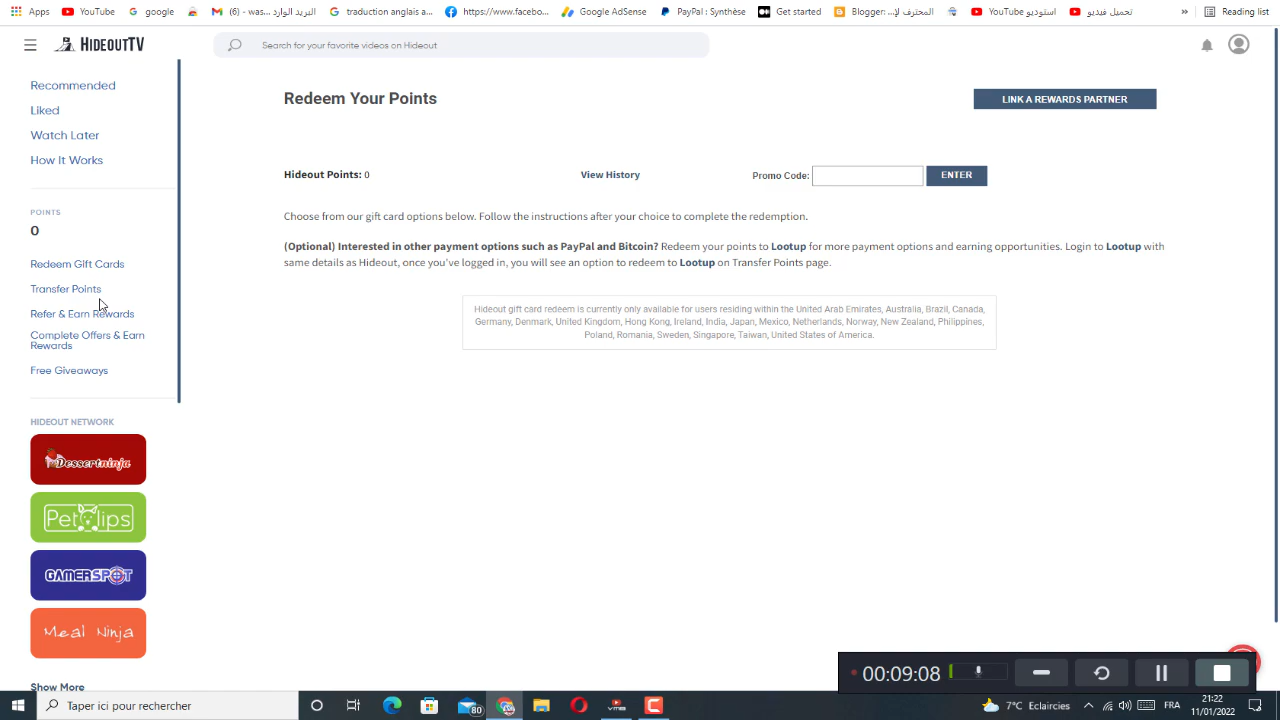 Apps
YouTube
google
(6) - was...
البريد الوارد
traduction anglais a...
https://www.facebo...
Google AdSense
PayPal : Synthèse
Get started
Blogger: المحترف لإ...
استوديو YouTube
تحميل فيديو
»
Reading list
HIDEOUTTV
Search for your favorite videos on Hideout
Recommended
Liked
Watch Later
How It Works
POINTS
0
Redeem Gift Cards
Transfer Points
Refer & Earn Rewards
Complete Offers & Earn
Rewards
Free Giveaways
HIDEOUT NETWORK
Dessertninja
Petclips
GAMERSPOT
Meal Ninja
Show More
Redeem Your Points
LINK A REWARDS PARTNER
Hideout Points: 0
View History
Promo Code:
ENTER
Choose from our gift card options below. Follow the instructions after your choice to complete the redemption.
(Optional) Interested in other payment options such as PayPal and Bitcoin? Redeem your points to Lootup for more payment options and earning opportunities. Login to Lootup with
same details as Hideout, once you've logged in, you will see an option to redeem to Lootup on Transfer Points page.
Hideout gift card redeem is currently only available for users residing within the United Arab Emirates, Australia, Brazil, Canada,
Germany, Denmark, United Kingdom, Hong Kong, Ireland, India, Japan, Mexico, Netherlands, Norway, New Zealand, Philippines,
Poland, Romania, Sweden, Singapore, Taiwan, United States of America.
00:09:08
Taper ici pour rechercher
80
7°C Eclaircies
FRA
21:22
11/01/2022